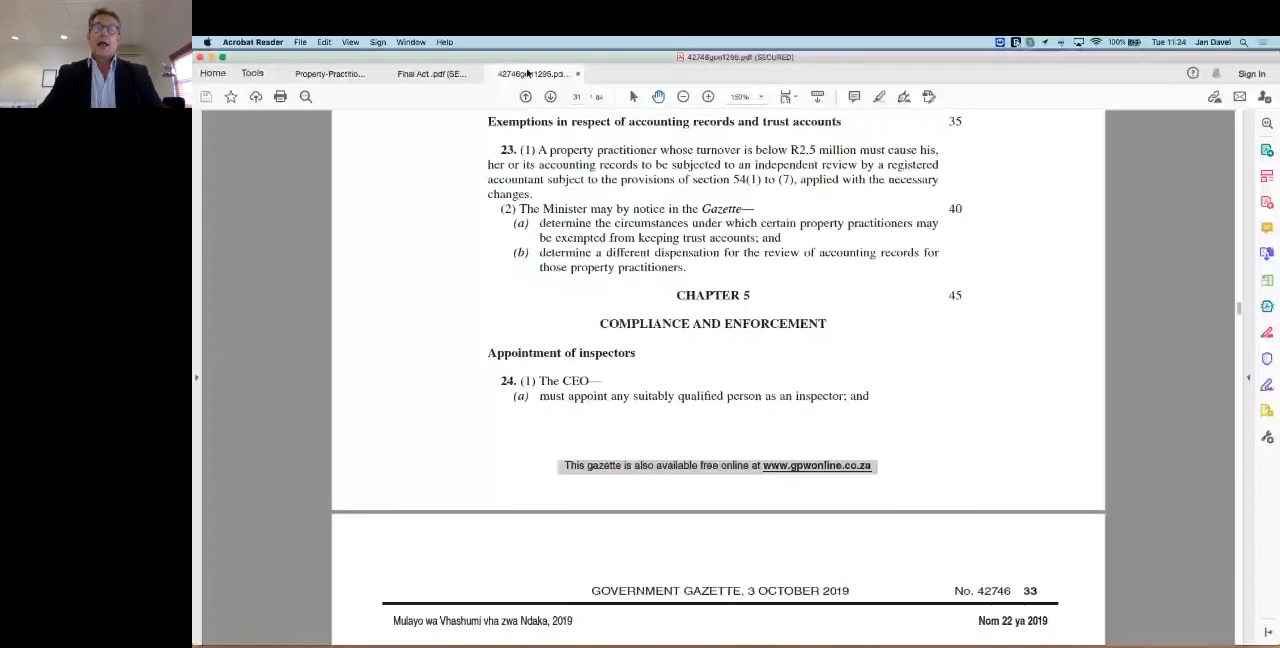 Acrobat Reader File Edit View Sign Window Help 100% Tue 11:24 Jan Davel
42746gon1295.pdf (SECURED)
Home Tools Property-Practitio... Final Act .pdf (SE... 42746gon1295.pd... × Sign In
31 / 84 150%
Exemptions in respect of accounting records and trust accounts 35
23. (1) A property practitioner whose turnover is below R2,5 million must cause his,
her or its accounting records to be subjected to an independent review by a registered
accountant subject to the provisions of section 54(1) to (7), applied with the necessary
changes.
(2) The Minister may by notice in the Gazette— 40
(a) determine the circumstances under which certain property practitioners may
be exempted from keeping trust accounts; and
(b) determine a different dispensation for the review of accounting records for
those property practitioners.
CHAPTER 5 45
COMPLIANCE AND ENFORCEMENT
Appointment of inspectors
24. (1) The CEO—
(a) must appoint any suitably qualified person as an inspector; and
This gazette is also available free online at www.gpwonline.co.za
GOVERNMENT GAZETTE, 3 OCTOBER 2019 No. 42746 33
Mulayo wa Vhashumi vha zwa Ndaka, 2019 Nom 22 ya 2019